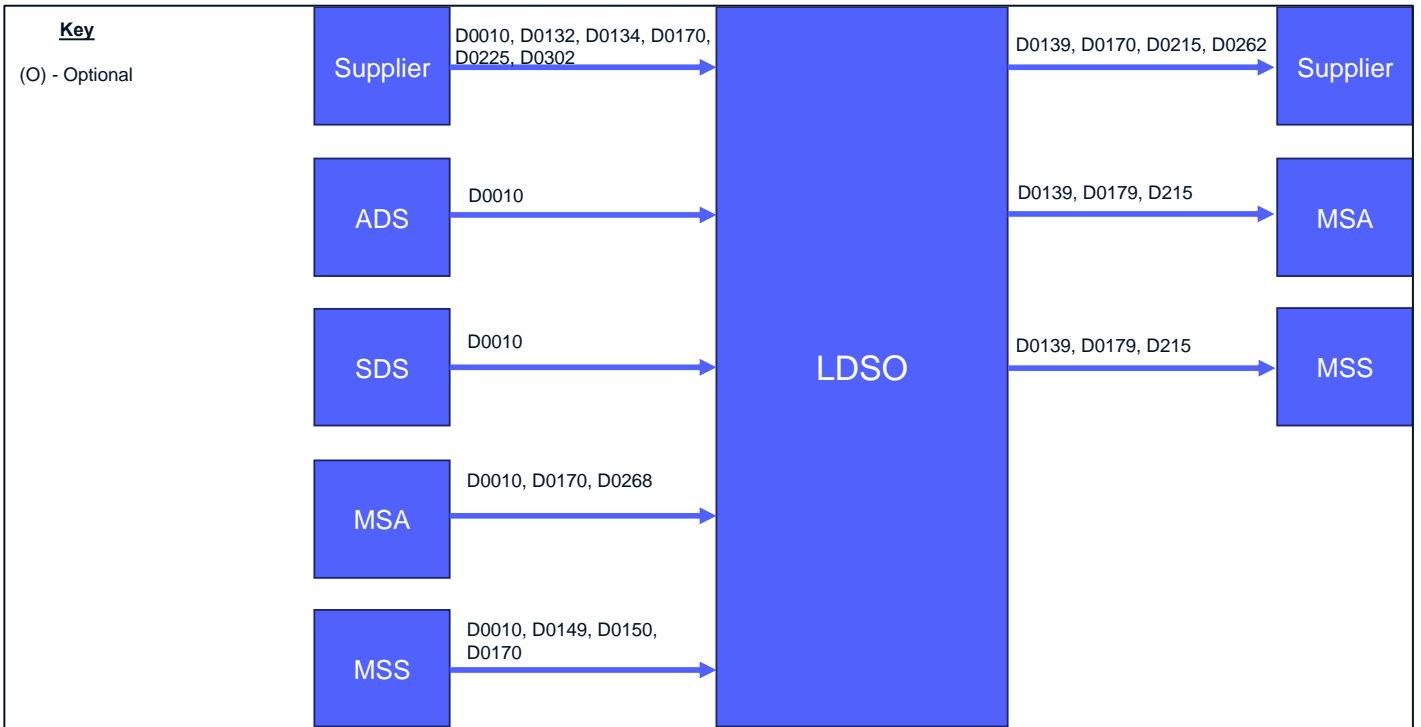 Key
(O) - Optional
Supplier
D0010, D0132, D0134, D0170,
D0225, D0302
D0139, D0170, D0215, D0262
Supplier
ADS
D0010
D0139, D0179, D215
MSA
SDS
D0010
LDSO
D0139, D0179, D215
MSS
MSA
D0010, D0170, D0268
MSS
D0010, D0149, D0150,
D0170